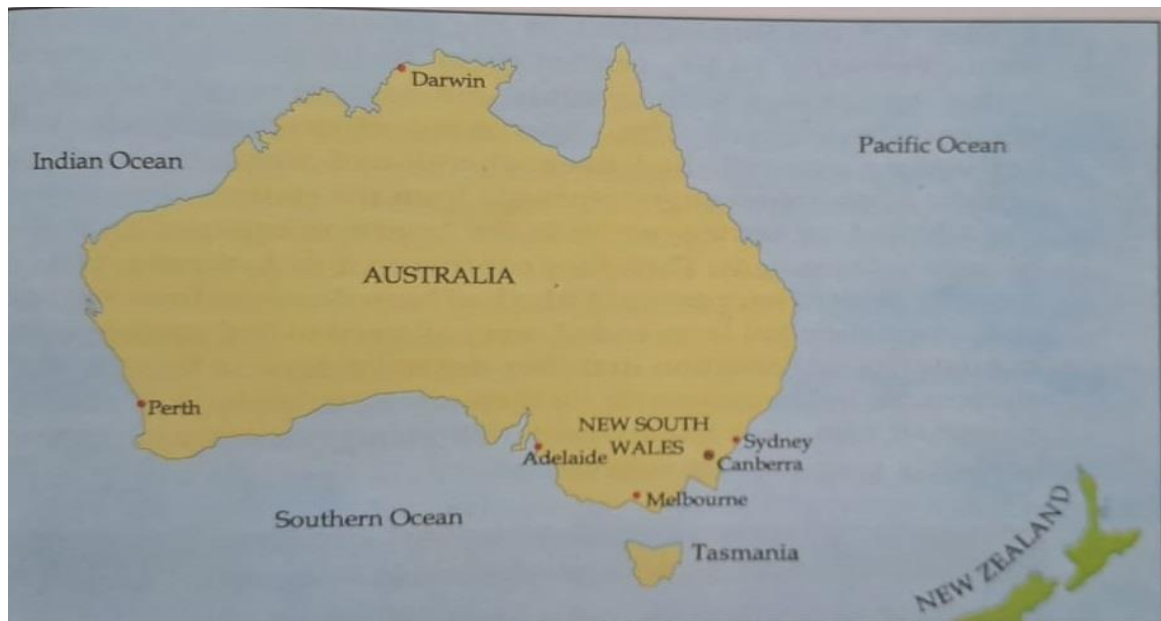 Darwin
Pacific Ocean
Indian Ocean
AUSTRALIA
Perth
NEW SOUTH
WALES
Sydney
Adelaide
Canberra
Melbourne
Southern Ocean
Tasmania
NEW ZEALAND